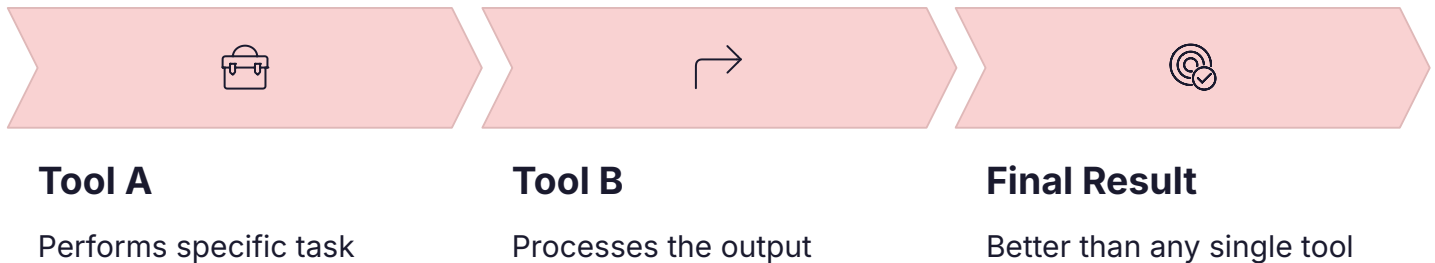 Tool A
Performs specific task
Tool B
Processes the output
Final Result
Better than any single tool